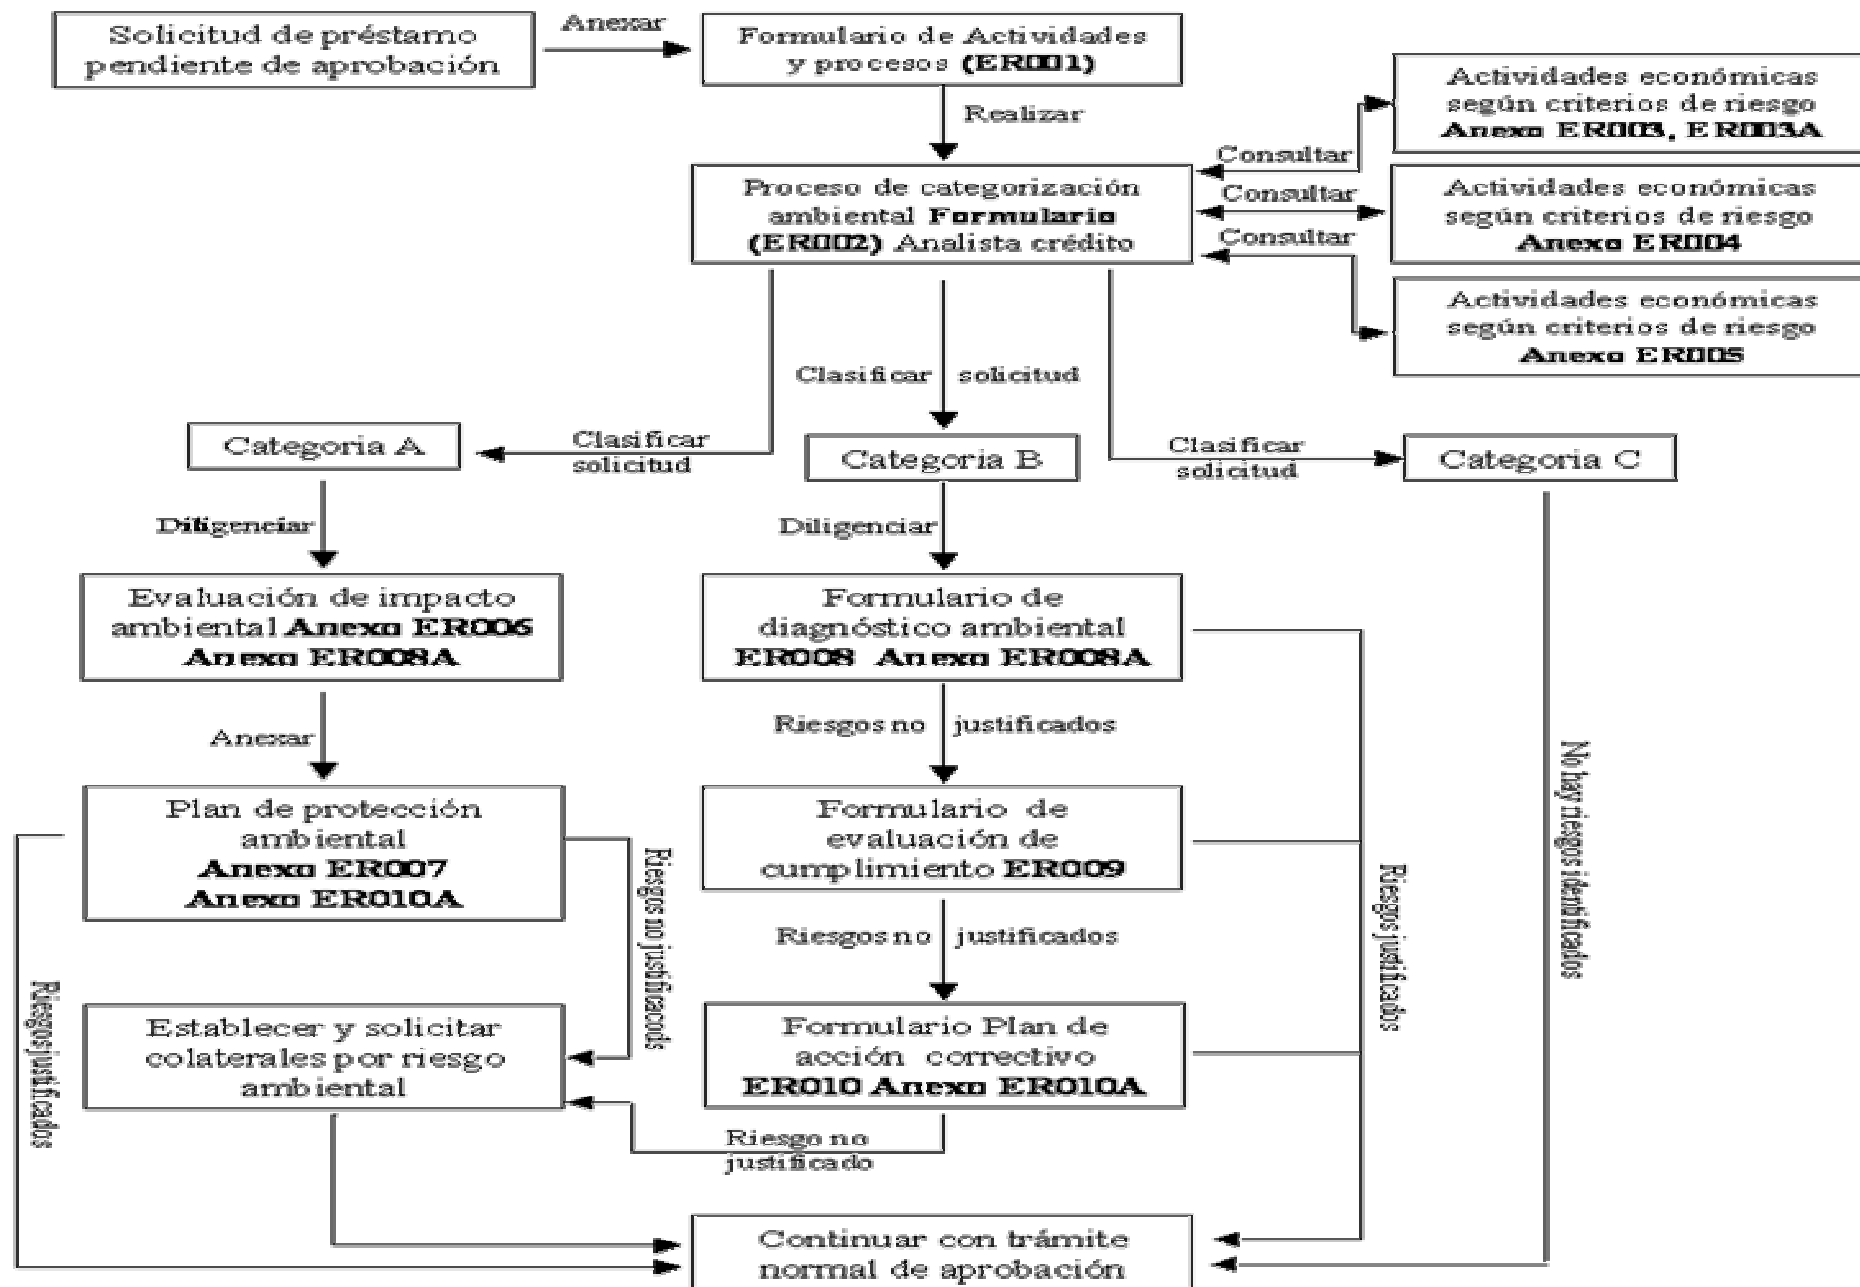 Solicitud de préstamo
pendiente de aprobación
Anexar
Formulario de Actividades
y procesos (ER001)
Realizar
Actividades económicas
según criterios de riesgo
Anexo ER003, ER003A
Consultar
Proceso de categorización
ambiental Formulario
(ER002) Analista crédito
Consultar
Actividades económicas
según criterios de riesgo
Anexo ER004
Consultar
Actividades económicas
según criterios de riesgo
Anexo ER005
Clasificar solicitud
Categoria A
Clasificar
solicitud
Categoria B
Clasificar
solicitud
Categoria C
Diligenciar
Diligenciar
Evaluación de impacto
ambiental Anexo ER006
Anexo ER008A
Formulario de
diagnóstico ambiental
ER008 Anexo ER008A
Anexar
Riesgos no justificados
No hay riesgos identificados
Plan de protección
ambiental
Anexo ER007
Anexo ER010A
Riesgos no justificacods
Formulario de
evaluación de
cumplimiento ER009
Riesgos justificados
Riesgos no justificados
Riesgos justificados
Establecer y solicitar
colaterales por riesgo
ambiental
Formulario Plan de
acción correctivo
ER010 Anexo ER010A
Riesgo no
justificado
Continuar con trámite
normal de aprobación